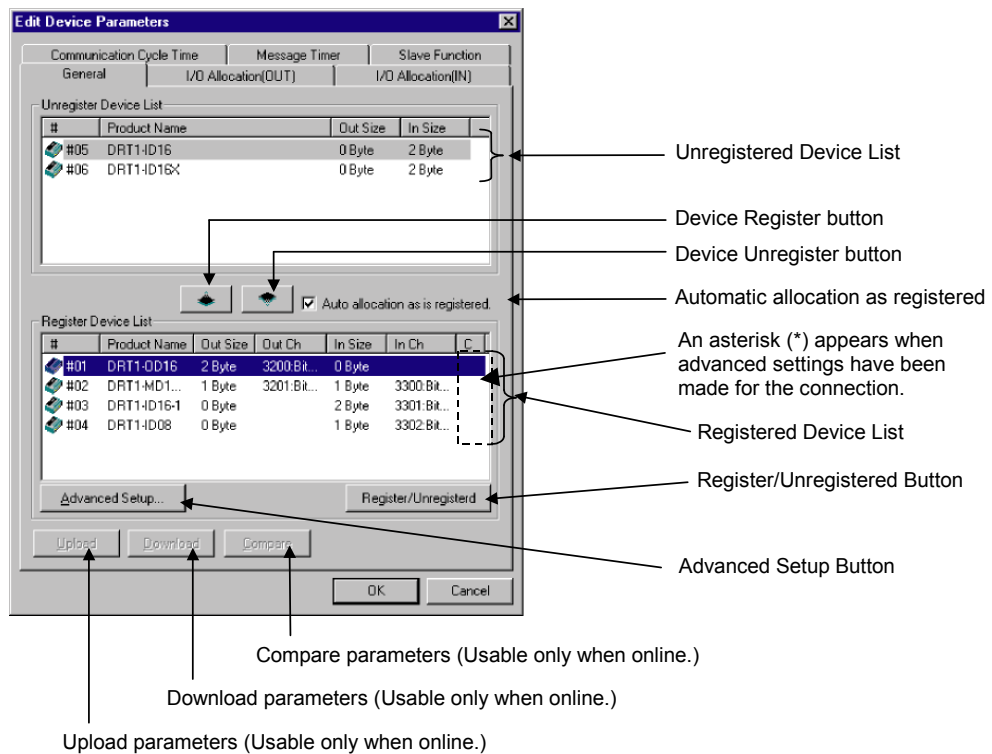 Edit Device Parameters
Communication Cycle Time Message Timer Slave Function
General I/O Allocation(OUT) I/O Allocation(IN)
Unregister Device List
# Product Name Out Size In Size
#05 DRT1-ID16 0 Byte 2 Byte
#06 DRT1-ID16X 0 Byte 2 Byte
Unregistered Device List
Device Register button
Device Unregister button
Auto allocation as is registered.
Automatic allocation as registered
Register Device List
# Product Name Out Size Out Ch In Size In Ch C
#01 DRT1-OD16 2 Byte 3200:Bit... 0 Byte
#02 DRT1-MD1... 1 Byte 3201:Bit... 1 Byte 3300:Bit...
#03 DRT1-ID16-1 0 Byte 2 Byte 3301:Bit...
#04 DRT1-ID08 0 Byte 1 Byte 3302:Bit...
An asterisk (*) appears when
advanced settings have been
made for the connection.
Registered Device List
Advanced Setup... Register/Unregisterd
Register/Unregistered Button
Upload Download Compare
Advanced Setup Button
OK Cancel
Compare parameters (Usable only when online.)
Download parameters (Usable only when online.)
Upload parameters (Usable only when online.)